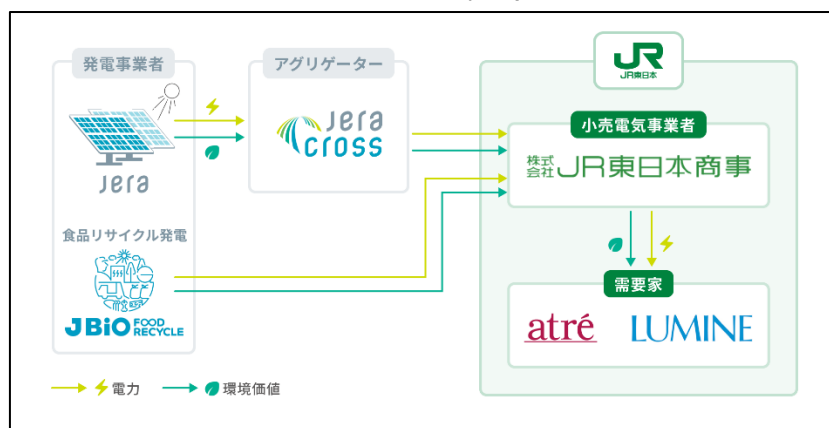 発電事業者
アグリゲーター
JR
JR東日本
jera
jera
cross
小売電気事業者
株式会社JR東日本商事
食品リサイクル発電
J BiO FOOD RECYCLE
需要家
atré
LUMINE
電力
環境価値